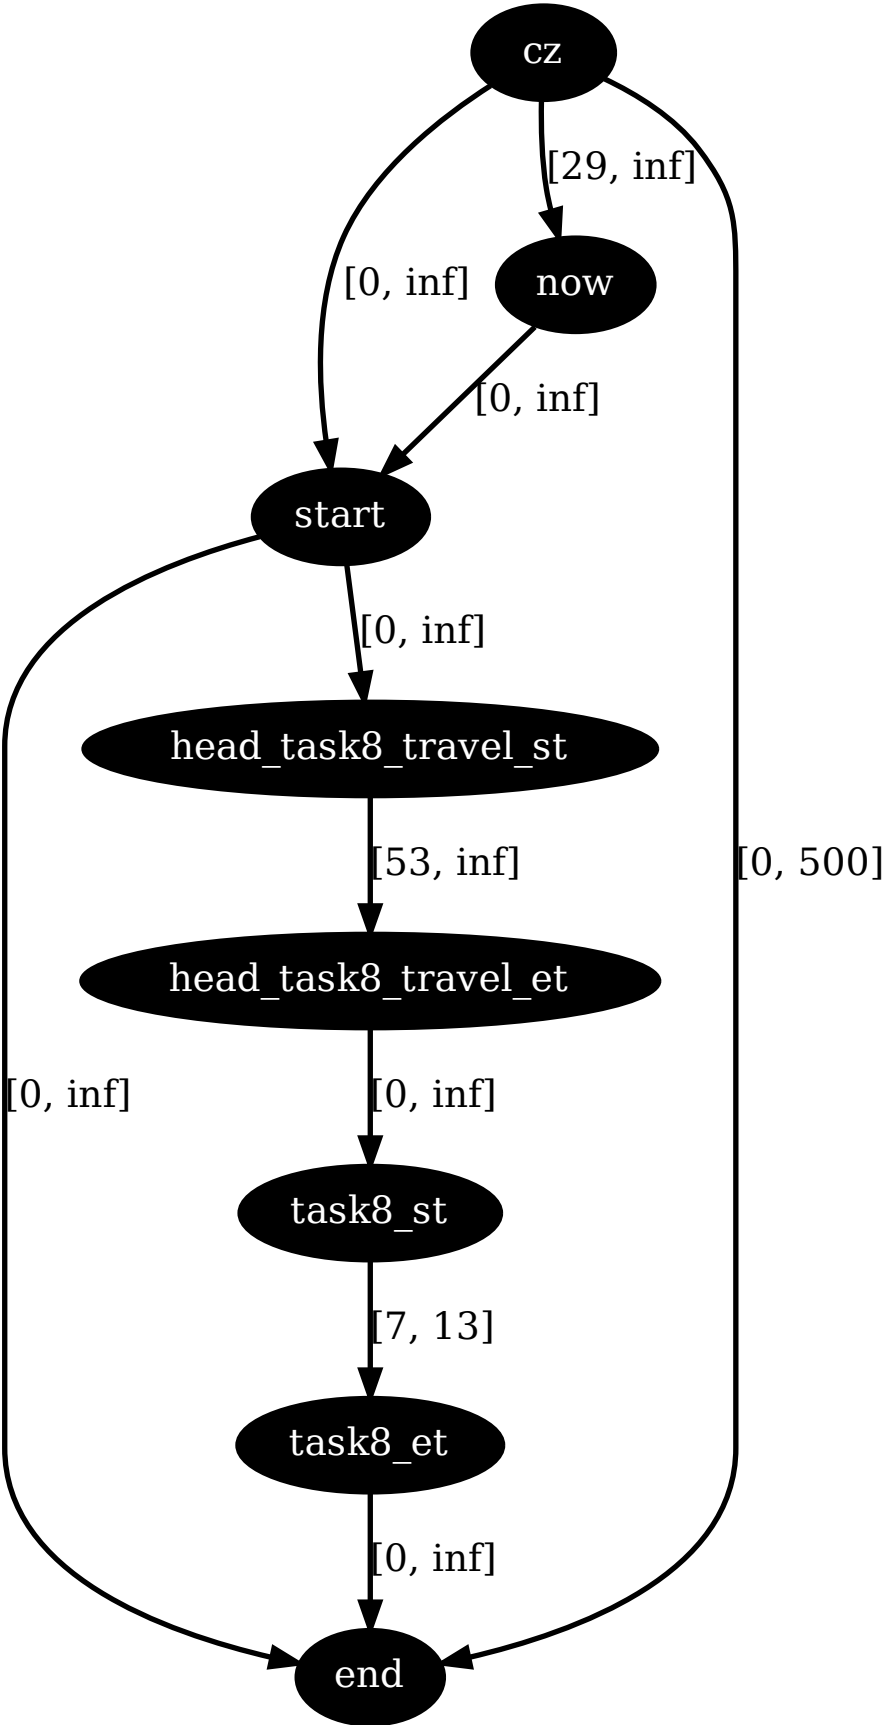 cz
[29, inf]
[0, inf]
now
[0, inf]
start
[0, inf]
head_task8_travel_st
[53, inf]
[0, 500]
head_task8_travel_et
[0, inf]
[0, inf]
task8_st
[7, 13]
task8_et
[0, inf]
end